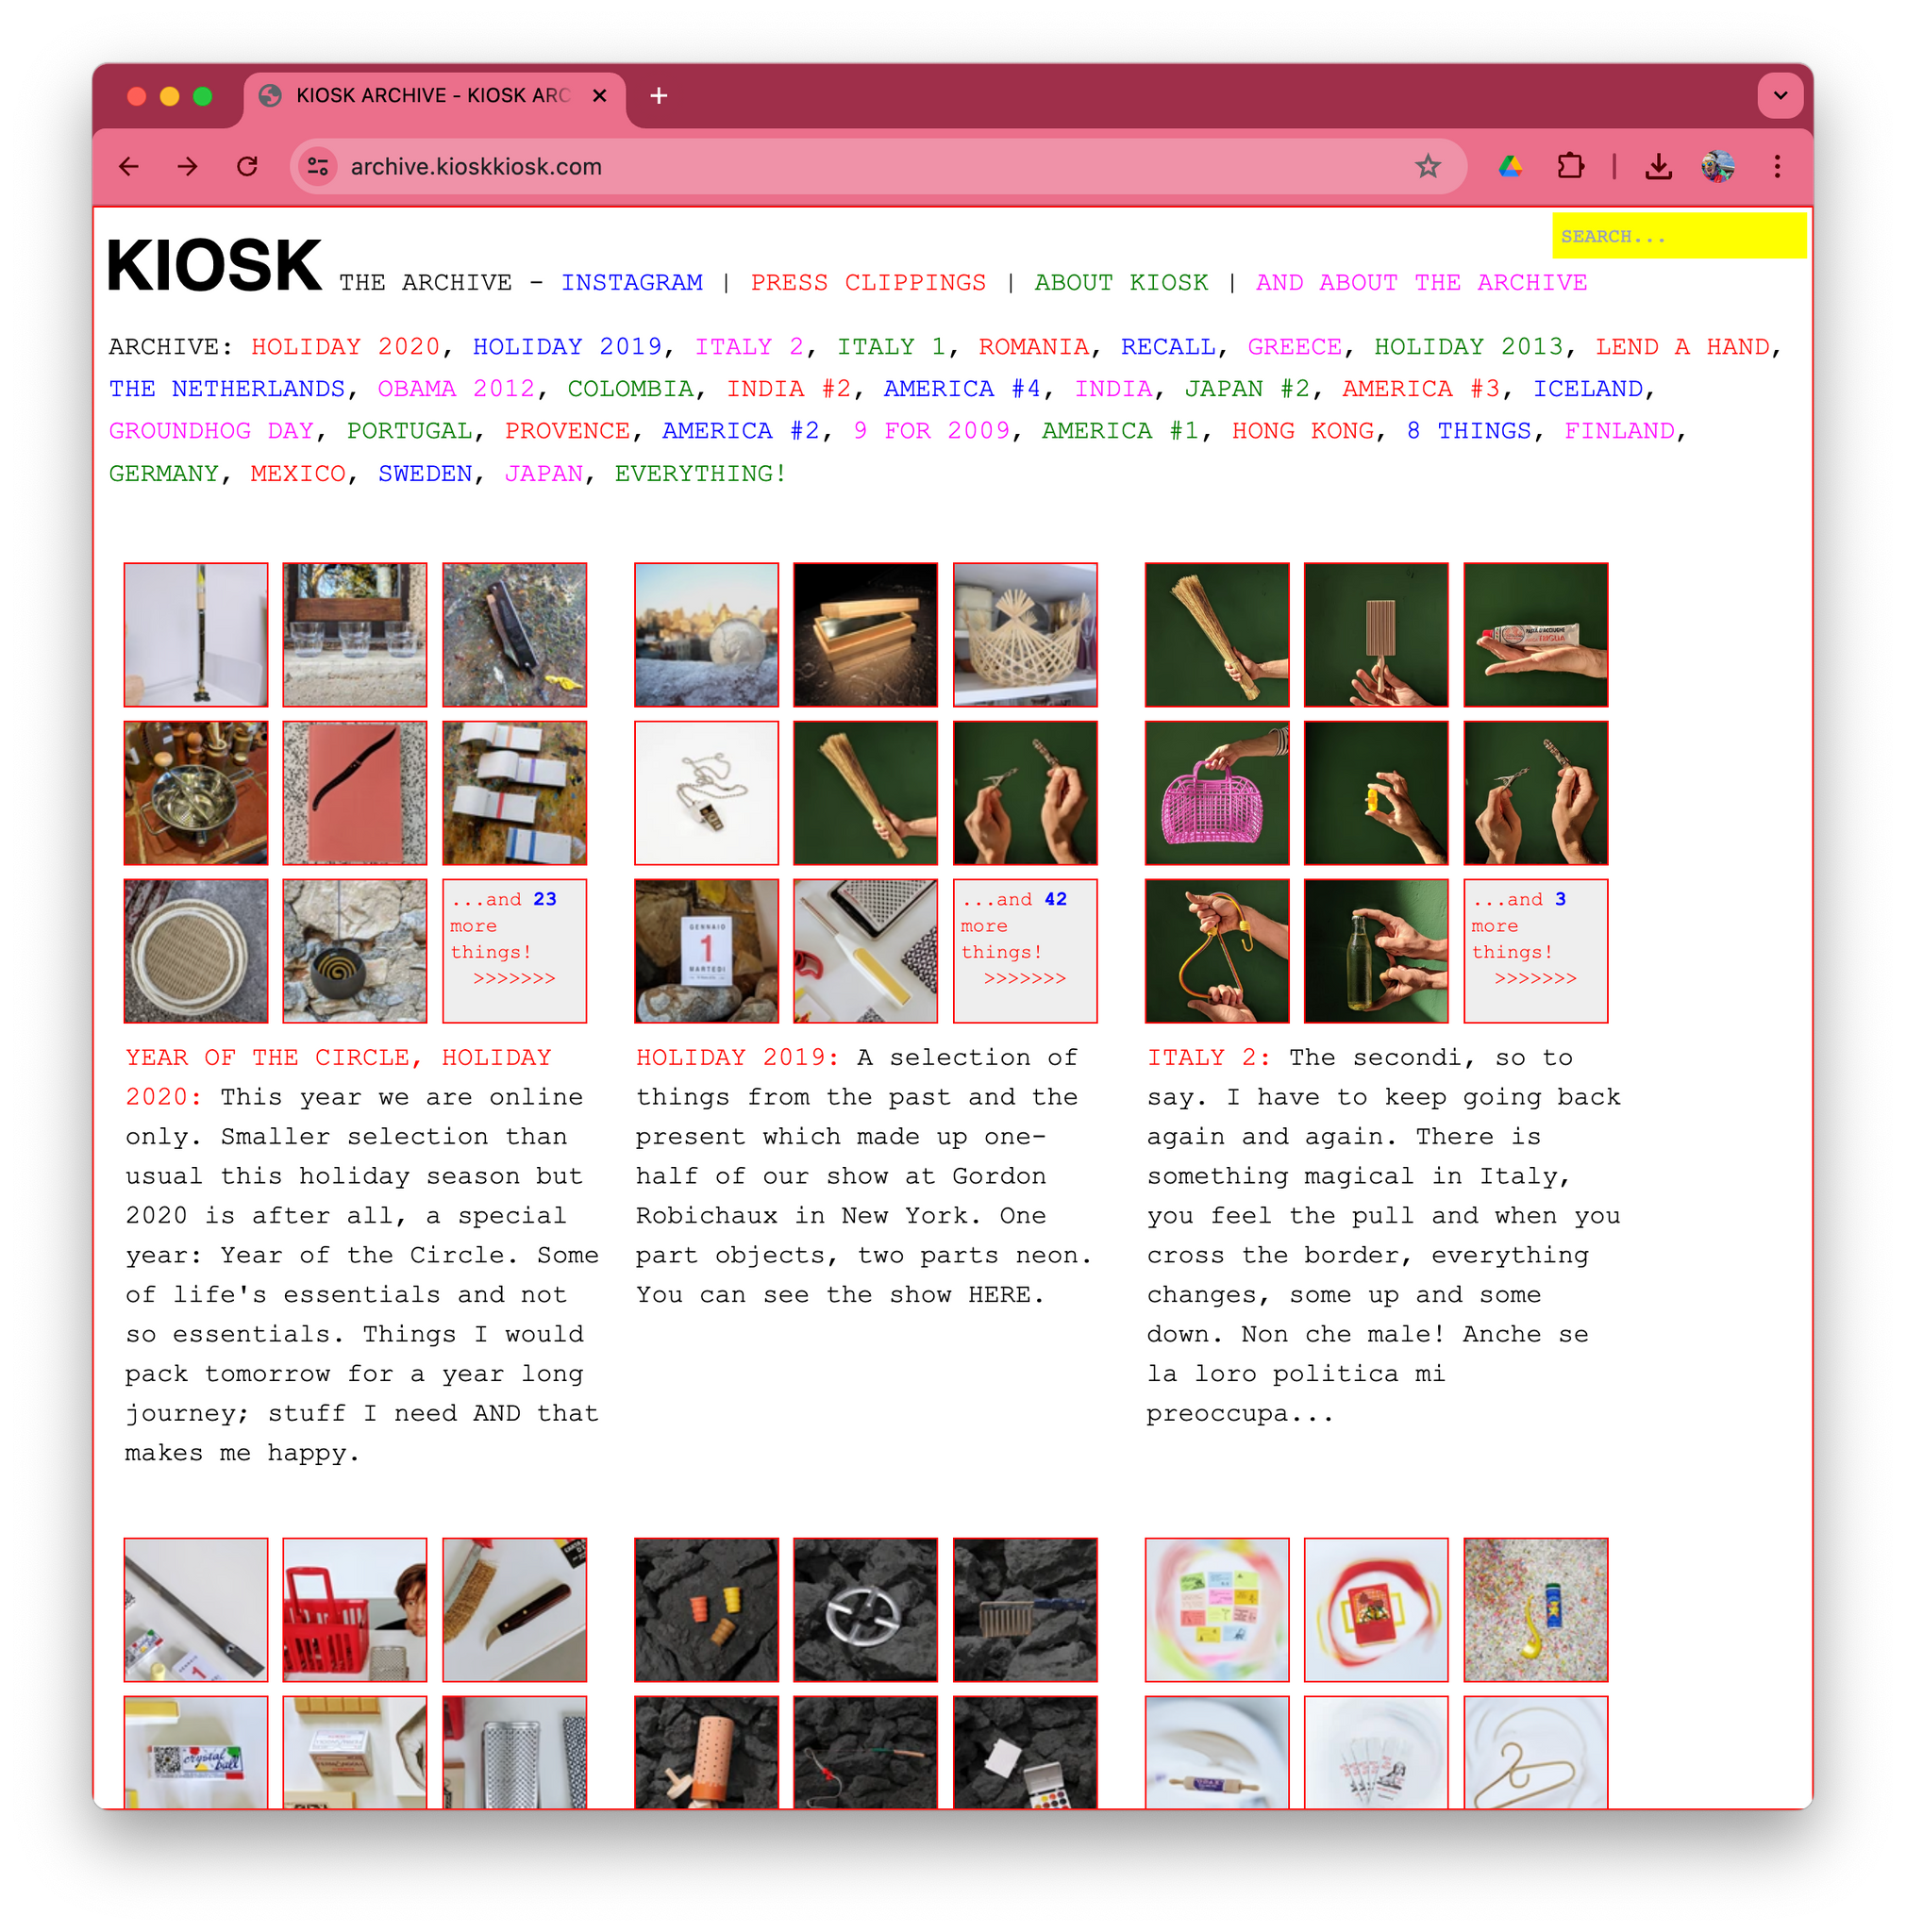 KIOSK ARCHIVE - KIOSK ARC
archive.kioskkiosk.com
SEARCH...
KIOSK THE ARCHIVE - INSTAGRAM | PRESS CLIPPINGS | ABOUT KIOSK | AND ABOUT THE ARCHIVE
ARCHIVE: HOLIDAY 2020, HOLIDAY 2019, ITALY 2, ITALY 1, ROMANIA, RECALL, GREECE, HOLIDAY 2013, LEND A HAND,
THE NETHERLANDS, OBAMA 2012, COLOMBIA, INDIA #2, AMERICA #4, INDIA, JAPAN #2, AMERICA #3, ICELAND,
GROUNDHOG DAY, PORTUGAL, PROVENCE, AMERICA #2, 9 FOR 2009, AMERICA #1, HONG KONG, 8 THINGS, FINLAND,
GERMANY, MEXICO, SWEDEN, JAPAN, EVERYTHING!
...and 23
more
things!
>>>>>>>
YEAR OF THE CIRCLE, HOLIDAY
2020: This year we are online
only. Smaller selection than
usual this holiday season but
2020 is after all, a special
year: Year of the Circle. Some
of life's essentials and not
so essentials. Things I would
pack tomorrow for a year long
journey; stuff I need AND that
makes me happy.
GENNAIO
1
MARTEDI
...and 42
more
things!
>>>>>>>
HOLIDAY 2019: A selection of
things from the past and the
present which made up one-
half of our show at Gordon
Robichaux in New York. One
part objects, two parts neon.
You can see the show HERE.
...and 3
more
things!
>>>>>>>
ITALY 2: The secondi, so to
say. I have to keep going back
again and again. There is
something magical in Italy,
you feel the pull and when you
cross the border, everything
changes, some up and some
down. Non che male! Anche se
la loro politica mi
preoccupa...
1
crystal
ball